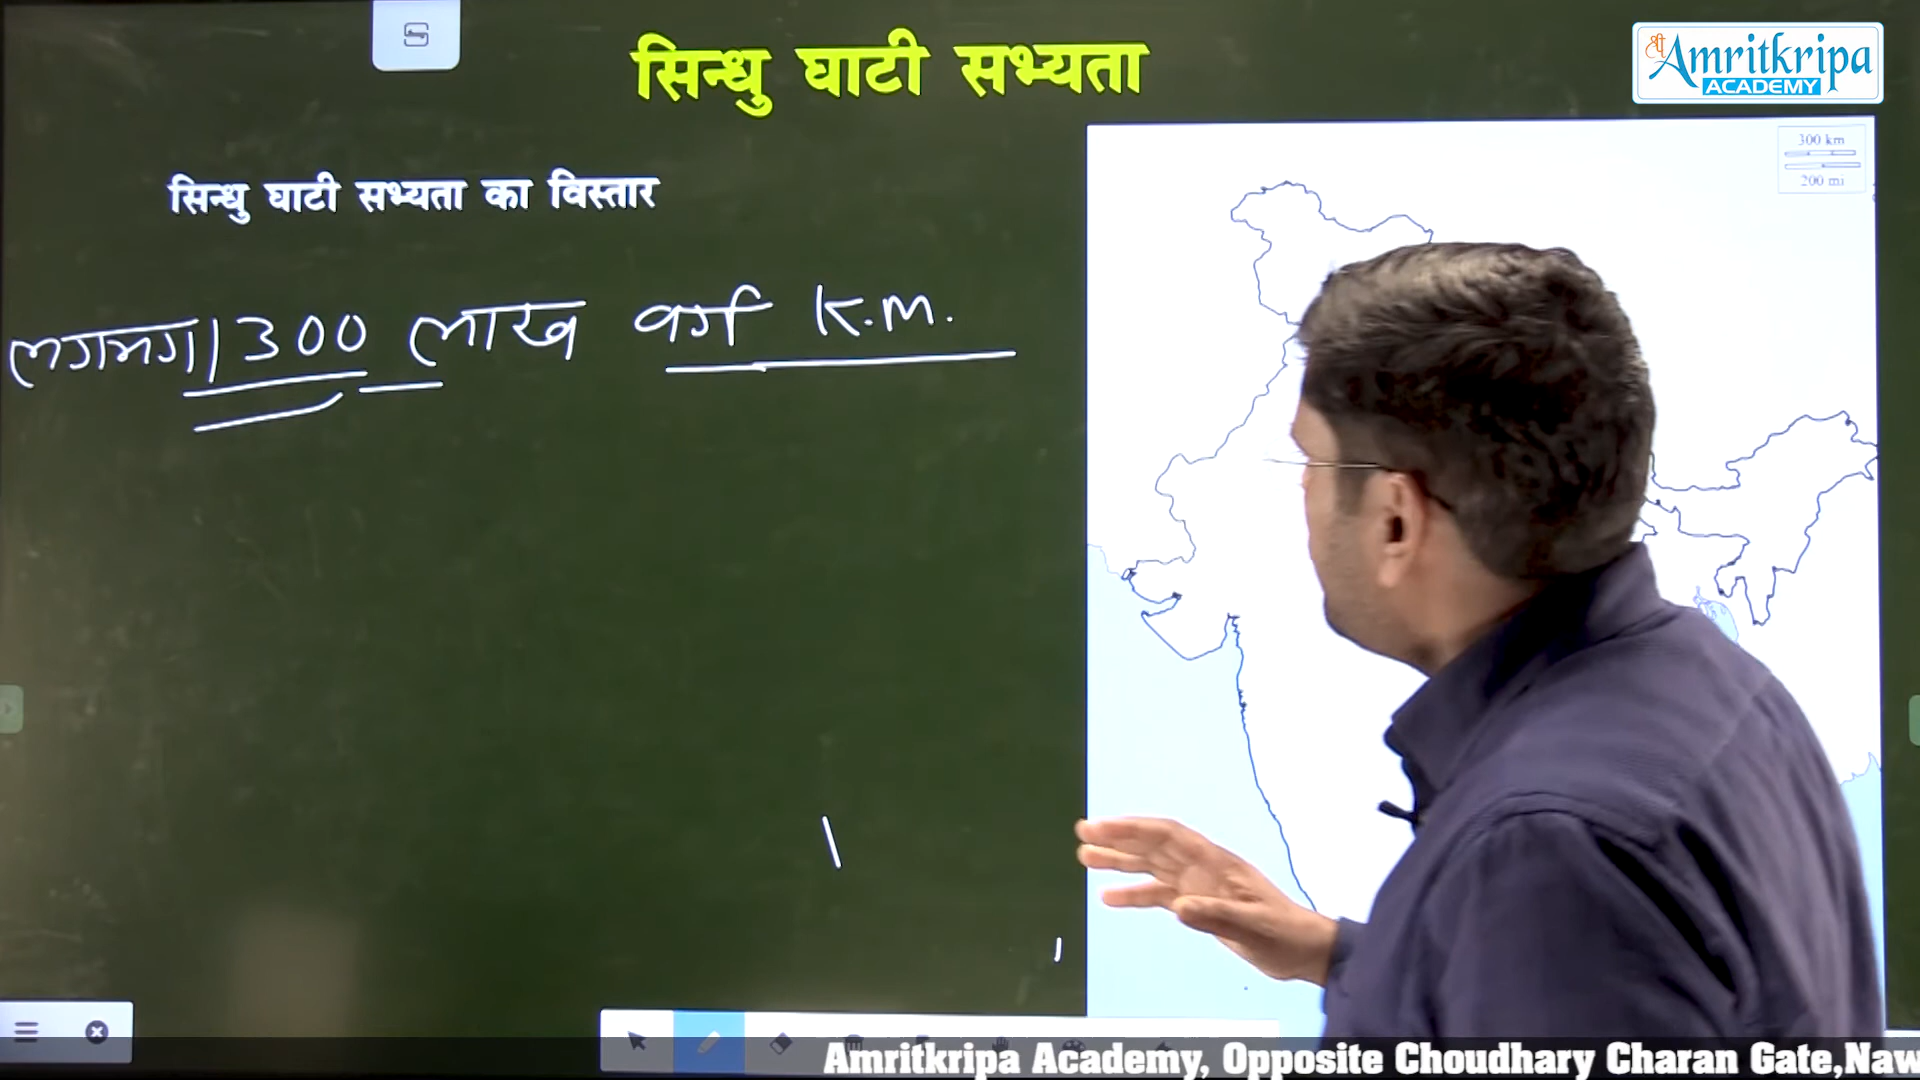 सिन्धु घाटी सभ्यता
श्री Amritkripa
ACADEMY
300 km
200 mi
सिन्धु घाटी सभ्यता का विस्तार
लगभग 1300 लाख वर्ग K.M.
Amritkripa Academy, Opposite Choudhary Charan Gate,Naw